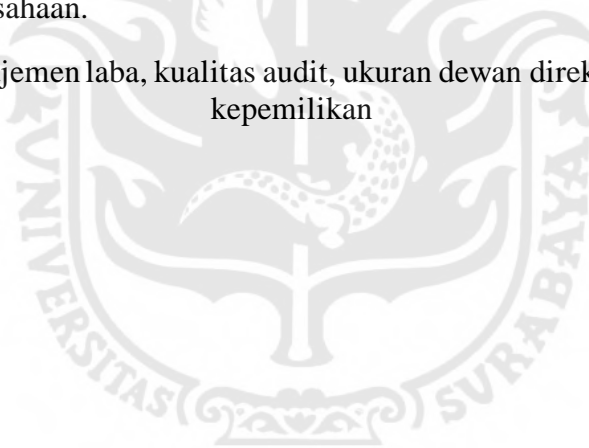 sahaan.
jemen laba, kualitas audit, ukuran dewan direk
kepemilikan
UNIVERSITAS SURABAYA